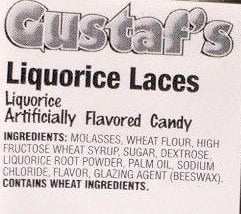 Gustaf's
Liquorice Laces
Liquorice
Artificially Flavored Candy
INGREDIENTS: MOLASSES, WHEAT FLOUR, HIGH
FRUCTOSE WHEAT SYRUP, SUGAR, DEXTROSE,
LIQUORICE ROOT POWDER, PALM OIL, SODIUM
CHLORIDE, FLAVOR, GLAZING AGENT (BEESWAX).
CONTAINS WHEAT INGREDIENTS.